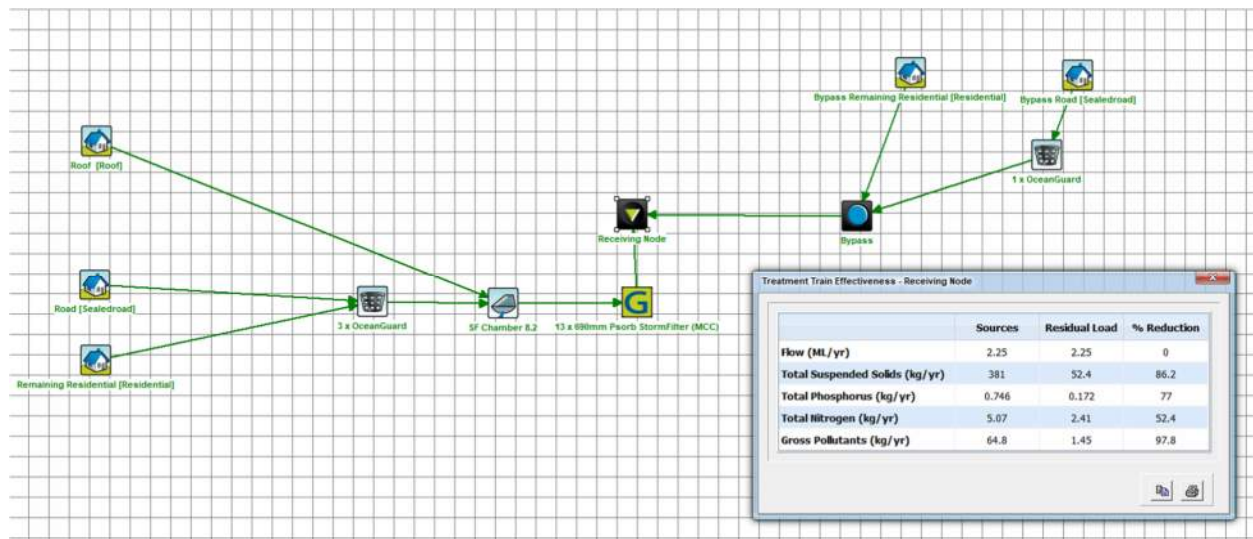 Bypass Remaining Residential [Residential]
Bypass Road [Sealedroad]
Roof [Roof]
1 x OceanGuard
Receiving Node
Bypass
Road [Sealedroad]
3 x OceanGuard
SF Chamber 8.2
13 x 690mm Psorb StormFilter (MCC)
Remaining Residential [Residential]
Treatment Train Effectiveness - Receiving Node
Sources Residual Load % Reduction
Flow (ML/yr) 2.25 2.25 0
Total Suspended Solids (kg/yr) 381 52.4 86.2
Total Phosphorus (kg/yr) 0.746 0.172 77
Total Nitrogen (kg/yr) 5.07 2.41 52.4
Gross Pollutants (kg/yr) 64.8 1.45 97.8
G